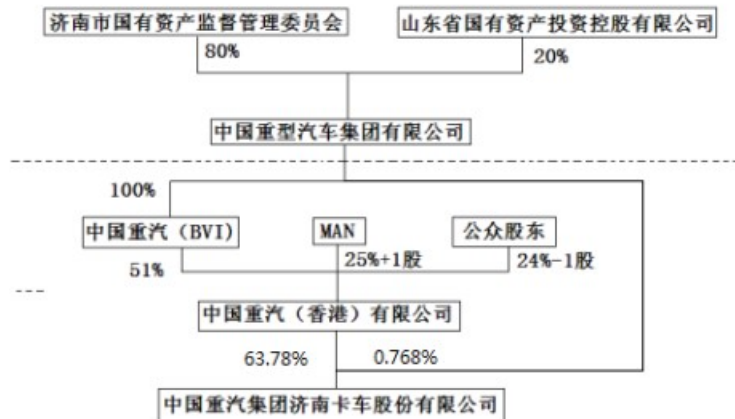 济南市国有资产监督管理委员会
山东省国有资产投资控股有限公司
80%
20%
中国重型汽车集团有限公司
100%
中国重汽（BVI)
MAN
公众股东
51%
25%+1股
24%-1股
中国重汽（香港）有限公司
63.78%
0.768%
中国重汽集团济南卡车股份有限公司